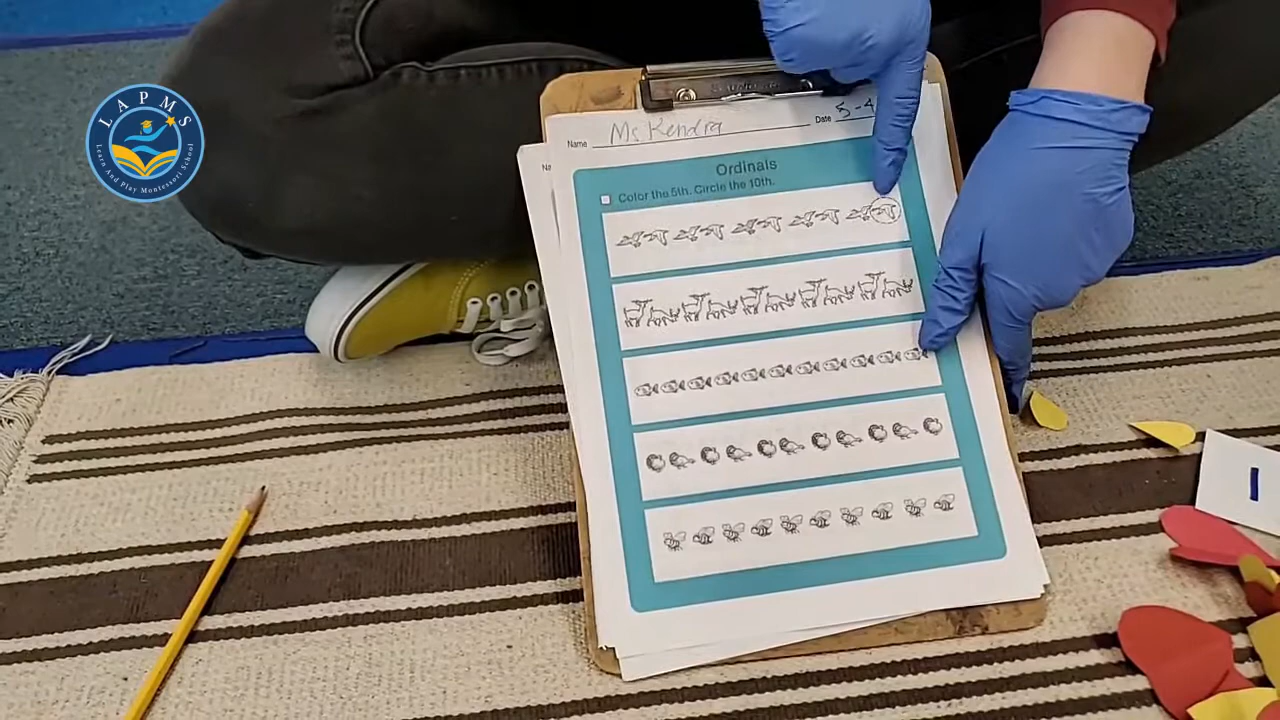 LAPMS
Learn And Play Montessori School
Name Ms Kendra Date 5-4
Na
Ordinals
Color the 5th. Circle the 10th.